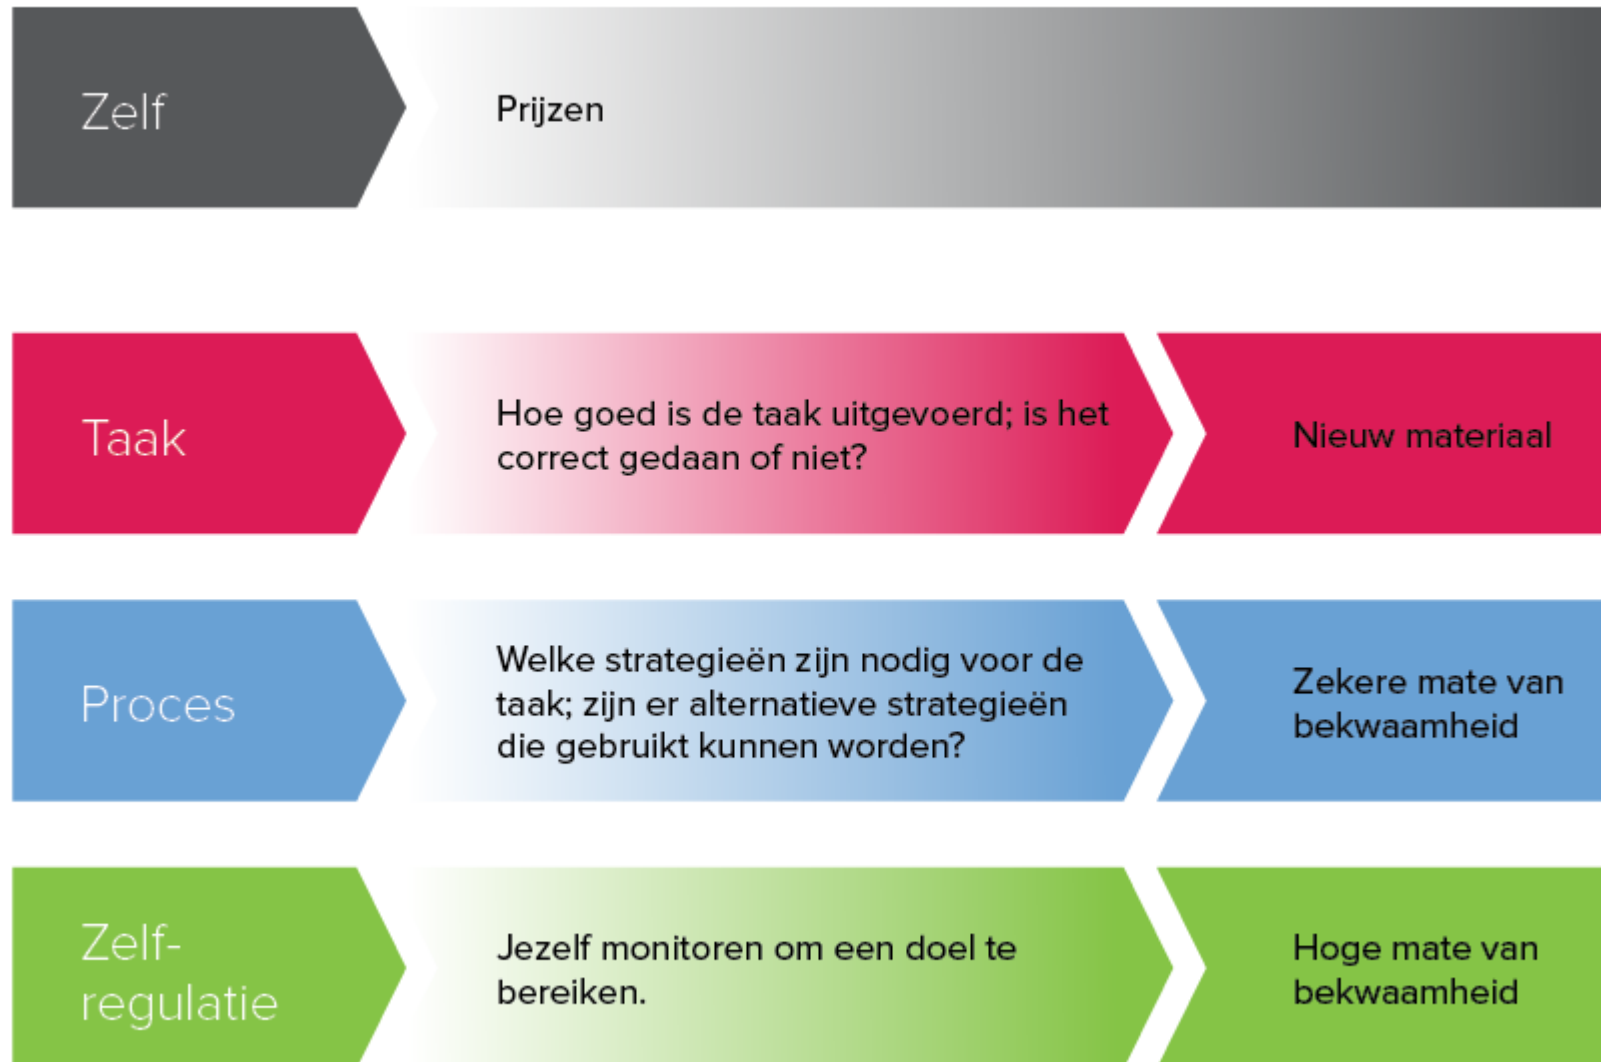 Zelf
Prijzen
Taak
Hoe goed is de taak uitgevoerd; is het
correct gedaan of niet?
Nieuw materiaal
Proces
Welke strategieën zijn nodig voor de
taak; zijn er alternatieve strategieën
die gebruikt kunnen worden?
Zekere mate van
bekwaamheid
Zelf-
regulatie
Jezelf monitoren om een doel te
bereiken.
Hoge mate van
bekwaamheid